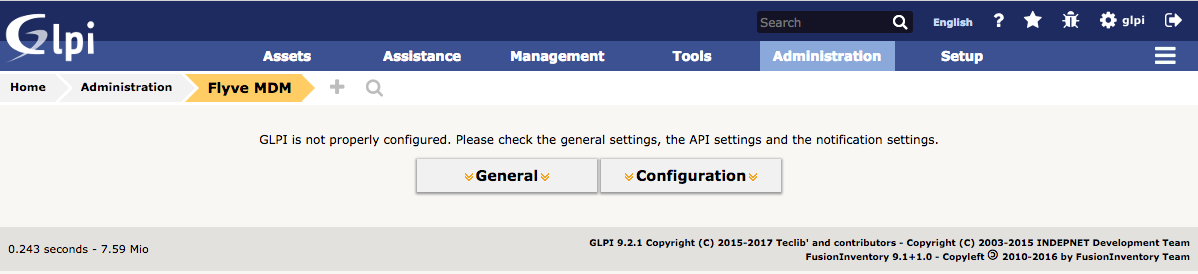 Glpi
Search
English ? glpi
Assets Assistance Management Tools Administration Setup
Home Administration Flyve MDM
GLPI is not properly configured. Please check the general settings, the API settings and the notification settings.
General Configuration
0.243 seconds - 7.59 Mio
GLPI 9.2.1 Copyright (C) 2015-2017 Teclib' and contributors - Copyright (C) 2003-2015 INDEPNET Development Team
FusionInventory 9.1+1.0 - Copyleft 🄯 2010-2016 by FusionInventory Team